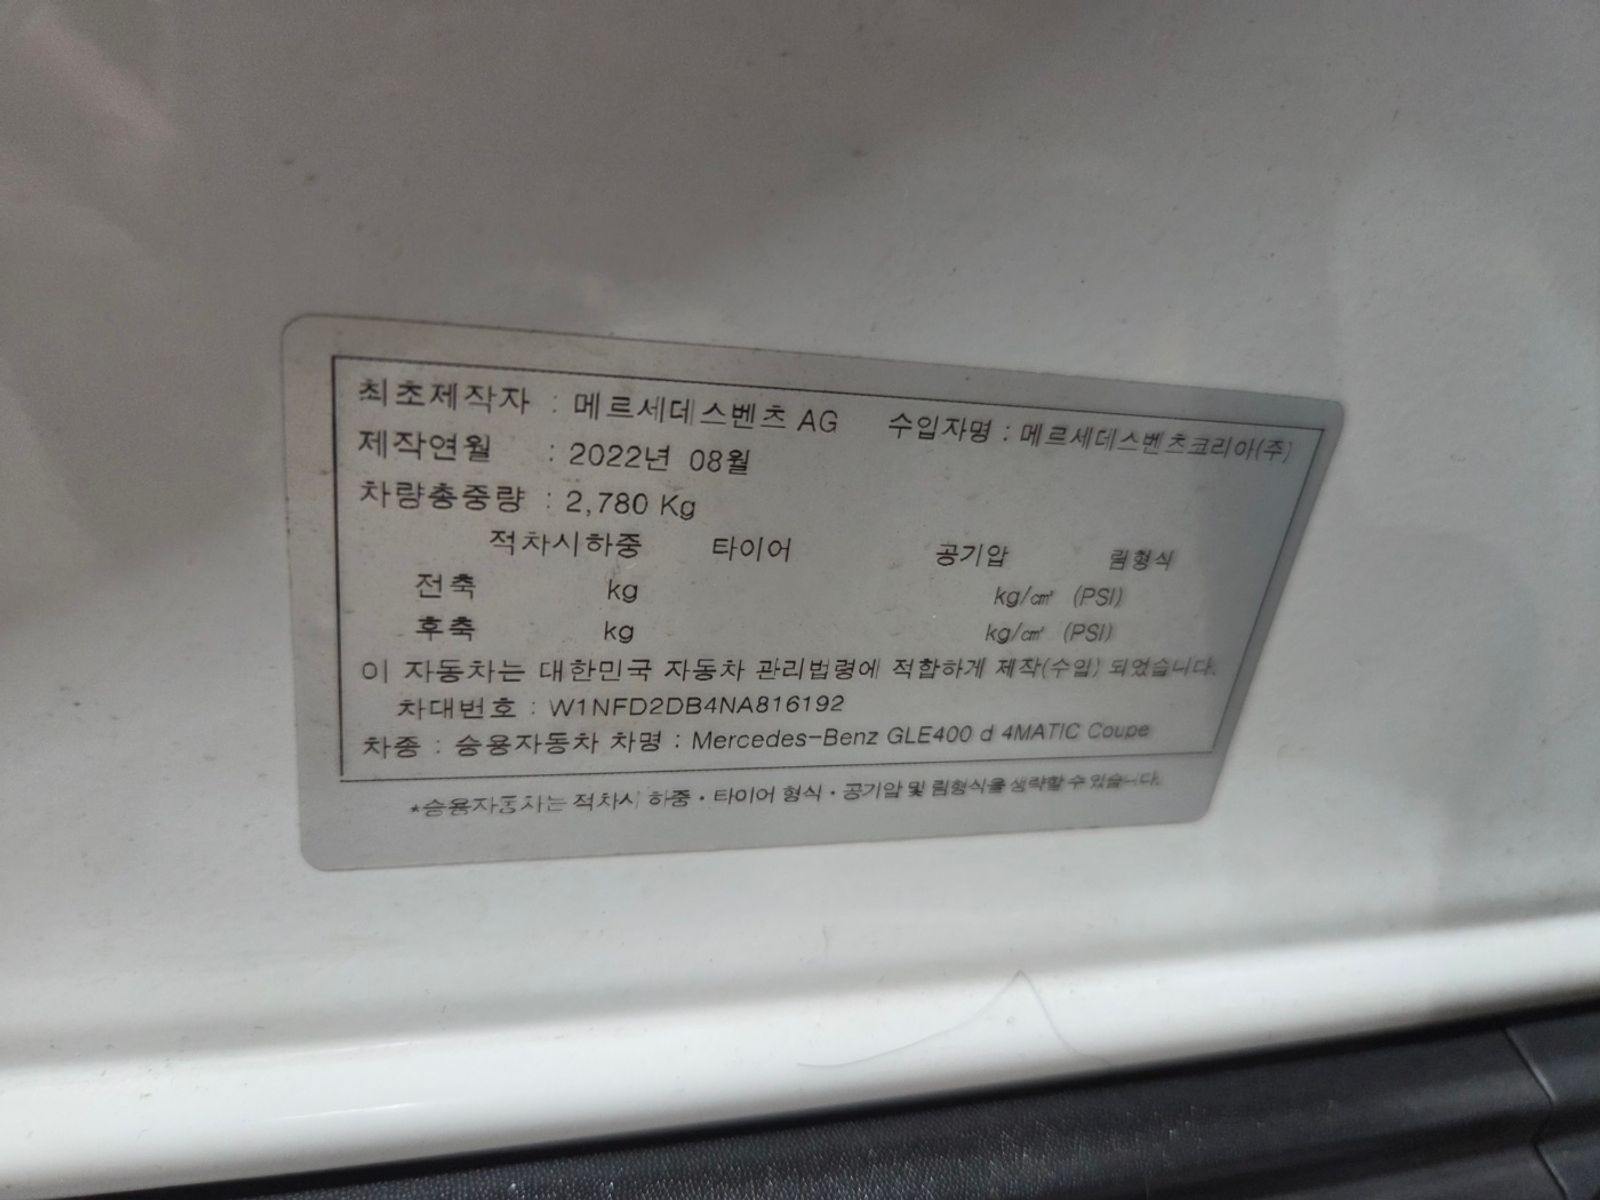 최초제작자 : 메르세데스벤츠 AG 수입자명 : 메르세데스벤츠코리아(주)
제작연월 : 2022년 08월
차량총중량 : 2,780 Kg
적차시하중 타이어 공기압 림형식
전축 kg kg/㎠ (PSI)
후축 kg kg/㎠ (PSI)
이 자동차는 대한민국 자동차 관리법령에 적합하게 제작(수입) 되었습니다.
차대번호 : W1NFD2DB4NA816192
차종 : 승용자동차 차명 : Mercedes-Benz GLE400 d 4MATIC Coupe
*승용자동차는 적차시 하중·타이어 형식·공기압 및 림형식을 생략할 수 있습니다.